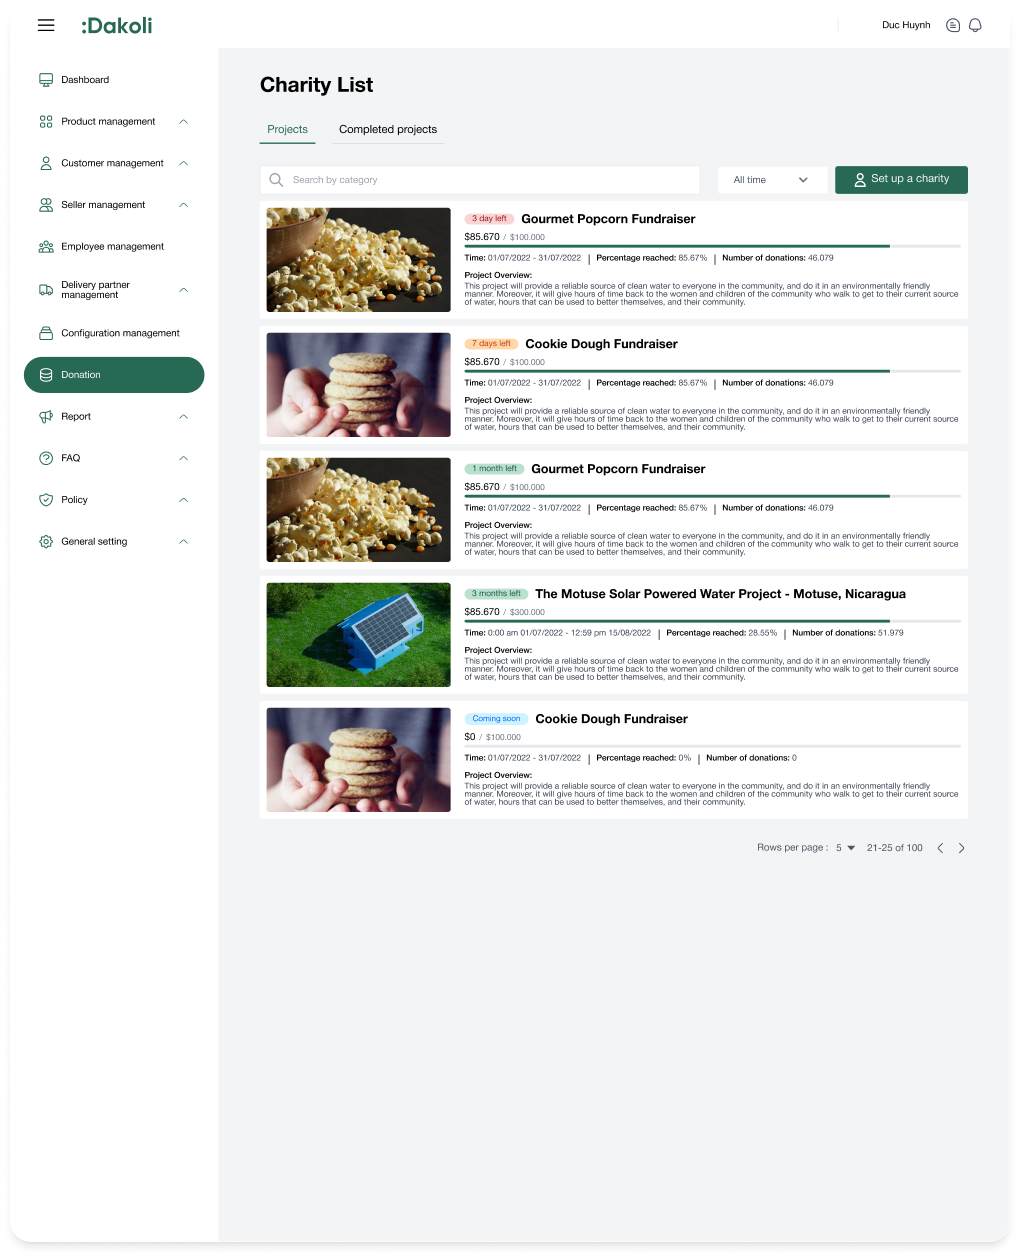 :Dakoli
Duc Huynh
Dashboard
Product management
Customer management
Seller management
Employee management
Delivery partner
management
Configuration management
Donation
Report
FAQ
Policy
General setting
Charity List
Projects
Completed projects
Search by category
All time
Set up a charity
3 day left Gourmet Popcorn Fundraiser
$85.670 / $100.000
Time: 01/07/2022 - 31/07/2022 | Percentage reached: 85.67% | Number of donations: 46.079
Project Overview:
This project will provide a reliable source of clean water to everyone in the community, and do it in an environmentally friendly
manner. Moreover, it will give hours of time back to the women and children of the community who walk to get to their current source
of water, hours that can be used to better themselves, and their community.
7 days left Cookie Dough Fundraiser
$85.670 / $100.000
Time: 01/07/2022 - 31/07/2022 | Percentage reached: 85.67% | Number of donations: 46.079
Project Overview:
This project will provide a reliable source of clean water to everyone in the community, and do it in an environmentally friendly
manner. Moreover, it will give hours of time back to the women and children of the community who walk to get to their current source
of water, hours that can be used to better themselves, and their community.
1 month left Gourmet Popcorn Fundraiser
$85.670 / $100.000
Time: 01/07/2022 - 31/07/2022 | Percentage reached: 85.67% | Number of donations: 46.079
Project Overview:
This project will provide a reliable source of clean water to everyone in the community, and do it in an environmentally friendly
manner. Moreover, it will give hours of time back to the women and children of the community who walk to get to their current source
of water, hours that can be used to better themselves, and their community.
3 months left The Motuse Solar Powered Water Project - Motuse, Nicaragua
$85.670 / $300.000
Time: 0:00 am 01/07/2022 - 12:59 pm 15/08/2022 | Percentage reached: 28.55% | Number of donations: 51.979
Project Overview:
This project will provide a reliable source of clean water to everyone in the community, and do it in an environmentally friendly
manner. Moreover, it will give hours of time back to the women and children of the community who walk to get to their current source
of water, hours that can be used to better themselves, and their community.
Coming soon Cookie Dough Fundraiser
$0 / $100.000
Time: 01/07/2022 - 31/07/2022 | Percentage reached: 0% | Number of donations: 0
Project Overview:
This project will provide a reliable source of clean water to everyone in the community, and do it in an environmentally friendly
manner. Moreover, it will give hours of time back to the women and children of the community who walk to get to their current source
of water, hours that can be used to better themselves, and their community.
Rows per page : 5 21-25 of 100